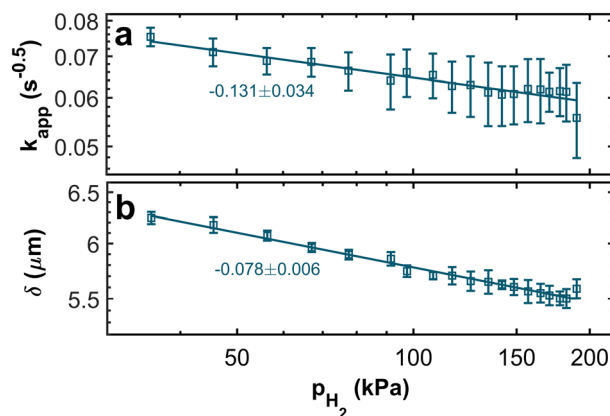 a
k_app (s^-0.5)
0.08
0.07
0.06
0.05
-0.131±0.034
b
δ (μm)
6.5
6
5.5
-0.078±0.006
50 100 150 200
p_H₂ (kPa)